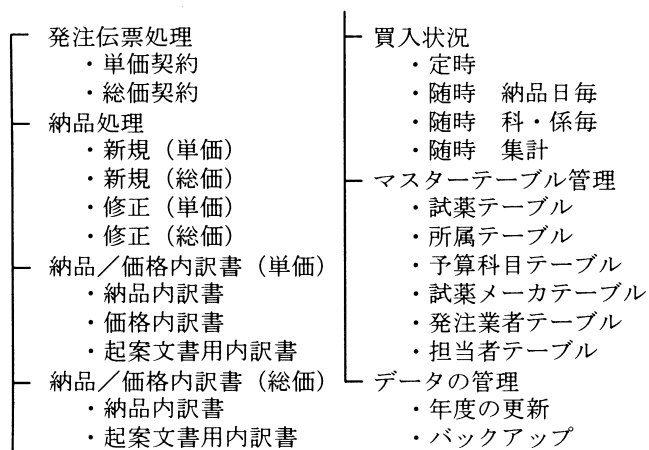 発注伝票処理
・単価契約
・総価契約
納品処理
・新規（単価）
・新規（総価）
・修正（単価）
・修正（総価）
納品／価格内訳書（単価）
・納品内訳書
・価格内訳書
・起案文書用内訳書
納品／価格内訳書（総価）
・納品内訳書
・起案文書用内訳書
買入状況
・定時
・随時　納品日毎
・随時　科・係毎
・随時　集計
マスターテーブル管理
・試薬テーブル
・所属テーブル
・予算科目テーブル
・試薬メーカテーブル
・発注業者テーブル
・担当者テーブル
データの管理
・年度の更新
・バックアップ